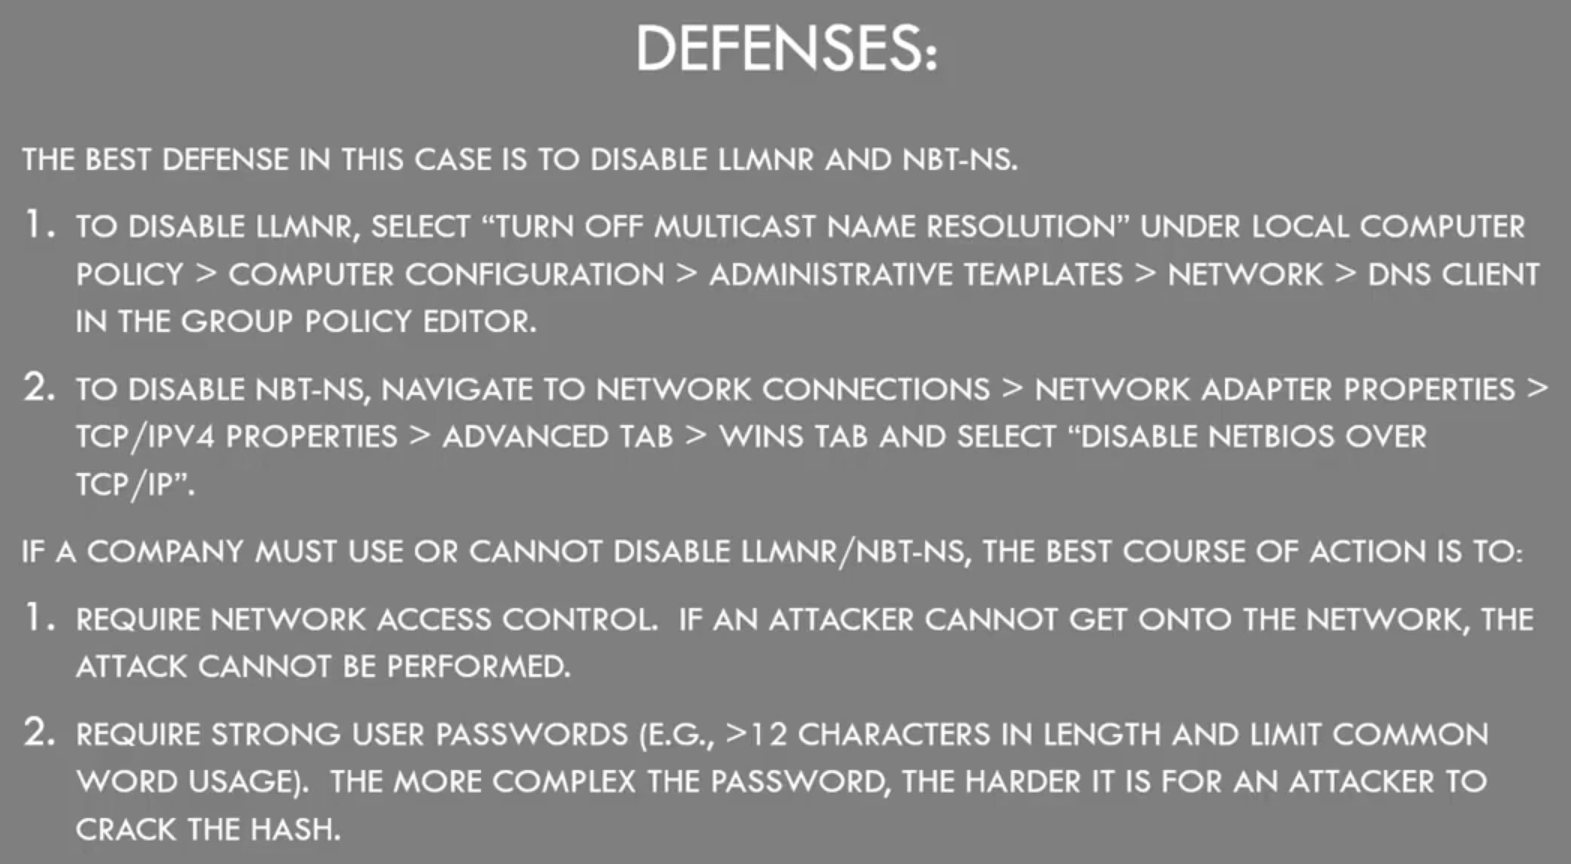 DEFENSES:
THE BEST DEFENSE IN THIS CASE IS TO DISABLE LLMNR AND NBT-NS.
1. TO DISABLE LLMNR, SELECT “TURN OFF MULTICAST NAME RESOLUTION” UNDER LOCAL COMPUTER
POLICY > COMPUTER CONFIGURATION > ADMINISTRATIVE TEMPLATES > NETWORK > DNS CLIENT
IN THE GROUP POLICY EDITOR.
2. TO DISABLE NBT-NS, NAVIGATE TO NETWORK CONNECTIONS > NETWORK ADAPTER PROPERTIES >
TCP/IPV4 PROPERTIES > ADVANCED TAB > WINS TAB AND SELECT “DISABLE NETBIOS OVER
TCP/IP”.
IF A COMPANY MUST USE OR CANNOT DISABLE LLMNR/NBT-NS, THE BEST COURSE OF ACTION IS TO:
1. REQUIRE NETWORK ACCESS CONTROL. IF AN ATTACKER CANNOT GET ONTO THE NETWORK, THE
ATTACK CANNOT BE PERFORMED.
2. REQUIRE STRONG USER PASSWORDS (E.G., >12 CHARACTERS IN LENGTH AND LIMIT COMMON
WORD USAGE). THE MORE COMPLEX THE PASSWORD, THE HARDER IT IS FOR AN ATTACKER TO
CRACK THE HASH.